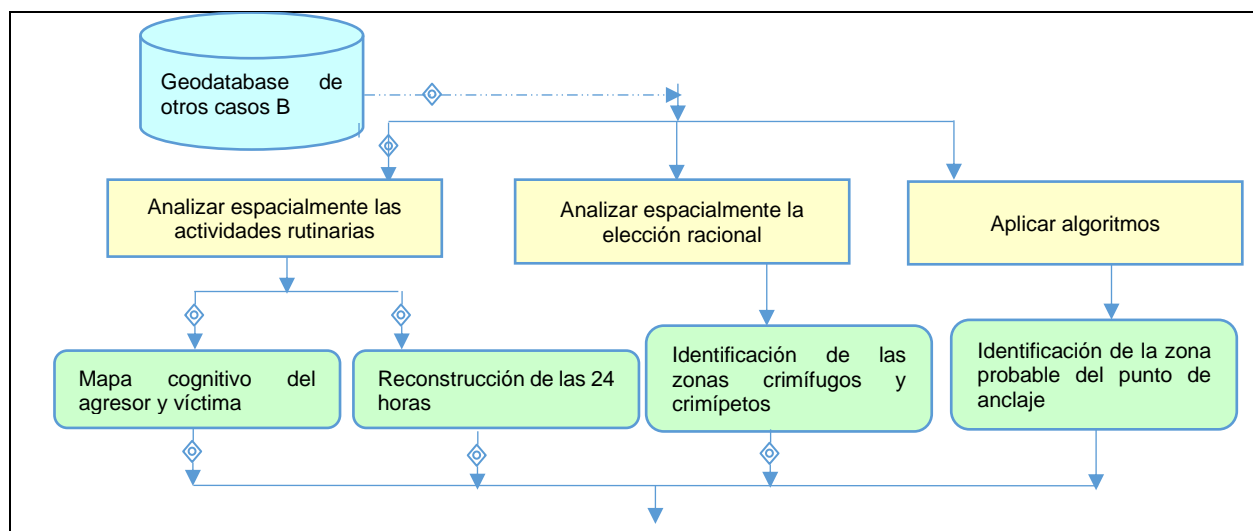 Geodatabase de
otros casos B
Analizar espacialmente las
actividades rutinarias
Analizar espacialmente la
elección racional
Aplicar algoritmos
Mapa cognitivo del
agresor y víctima
Reconstrucción de las 24
horas
Identificación de las
zonas crimífugos y
crimípetos
Identificación de la zona
probable del punto de
anclaje